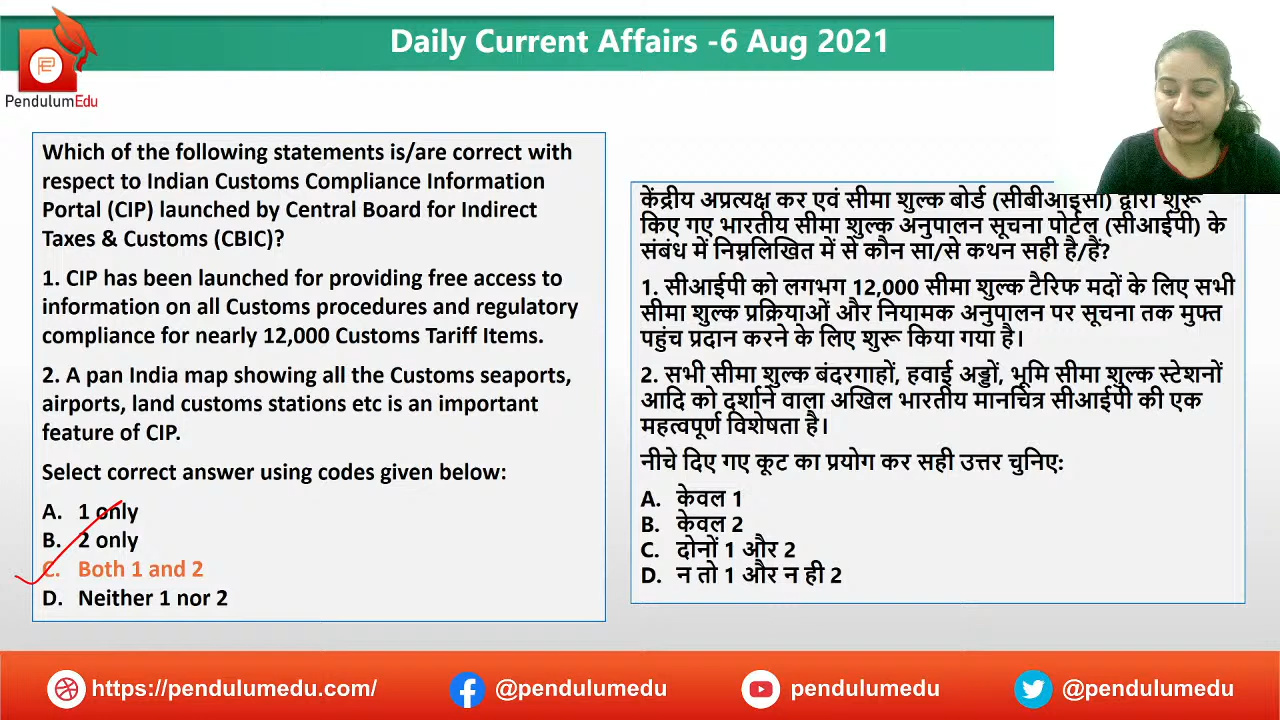 Daily Current Affairs -6 Aug 2021
PendulumEdu
Which of the following statements is/are correct with
respect to Indian Customs Compliance Information
Portal (CIP) launched by Central Board for Indirect
Taxes & Customs (CBIC)?
1. CIP has been launched for providing free access to
information on all Customs procedures and regulatory
compliance for nearly 12,000 Customs Tariff Items.
2. A pan India map showing all the Customs seaports,
airports, land customs stations etc is an important
feature of CIP.
Select correct answer using codes given below:
A. 1 only
B. 2 only
C. Both 1 and 2
D. Neither 1 nor 2
केंद्रीय अप्रत्यक्ष कर एवं सीमा शुल्क बोर्ड (सीबीआइसी) द्वारा शुरू
किए गए भारतीय सीमा शुल्क अनुपालन सूचना पोर्टल (सीआईपी) के
संबंध में निम्नलिखित में से कौन सा/से कथन सही है/हैं?
1. सीआईपी को लगभग 12,000 सीमा शुल्क टैरिफ मदों के लिए सभी
सीमा शुल्क प्रक्रियाओं और नियामक अनुपालन पर सूचना तक मुफ्त
पहुंच प्रदान करने के लिए शुरू किया गया है।
2. सभी सीमा शुल्क बंदरगाहों, हवाई अड्डों, भूमि सीमा शुल्क स्टेशनों
आदि को दर्शाने वाला अखिल भारतीय मानचित्र सीआईपी की एक
महत्वपूर्ण विशेषता है।
नीचे दिए गए कूट का प्रयोग कर सही उत्तर चुनिए:
A. केवल 1
B. केवल 2
C. दोनों 1 और 2
D. न तो 1 और न ही 2
https://pendulumedu.com/
@pendulumedu
pendulumedu
@pendulumedu